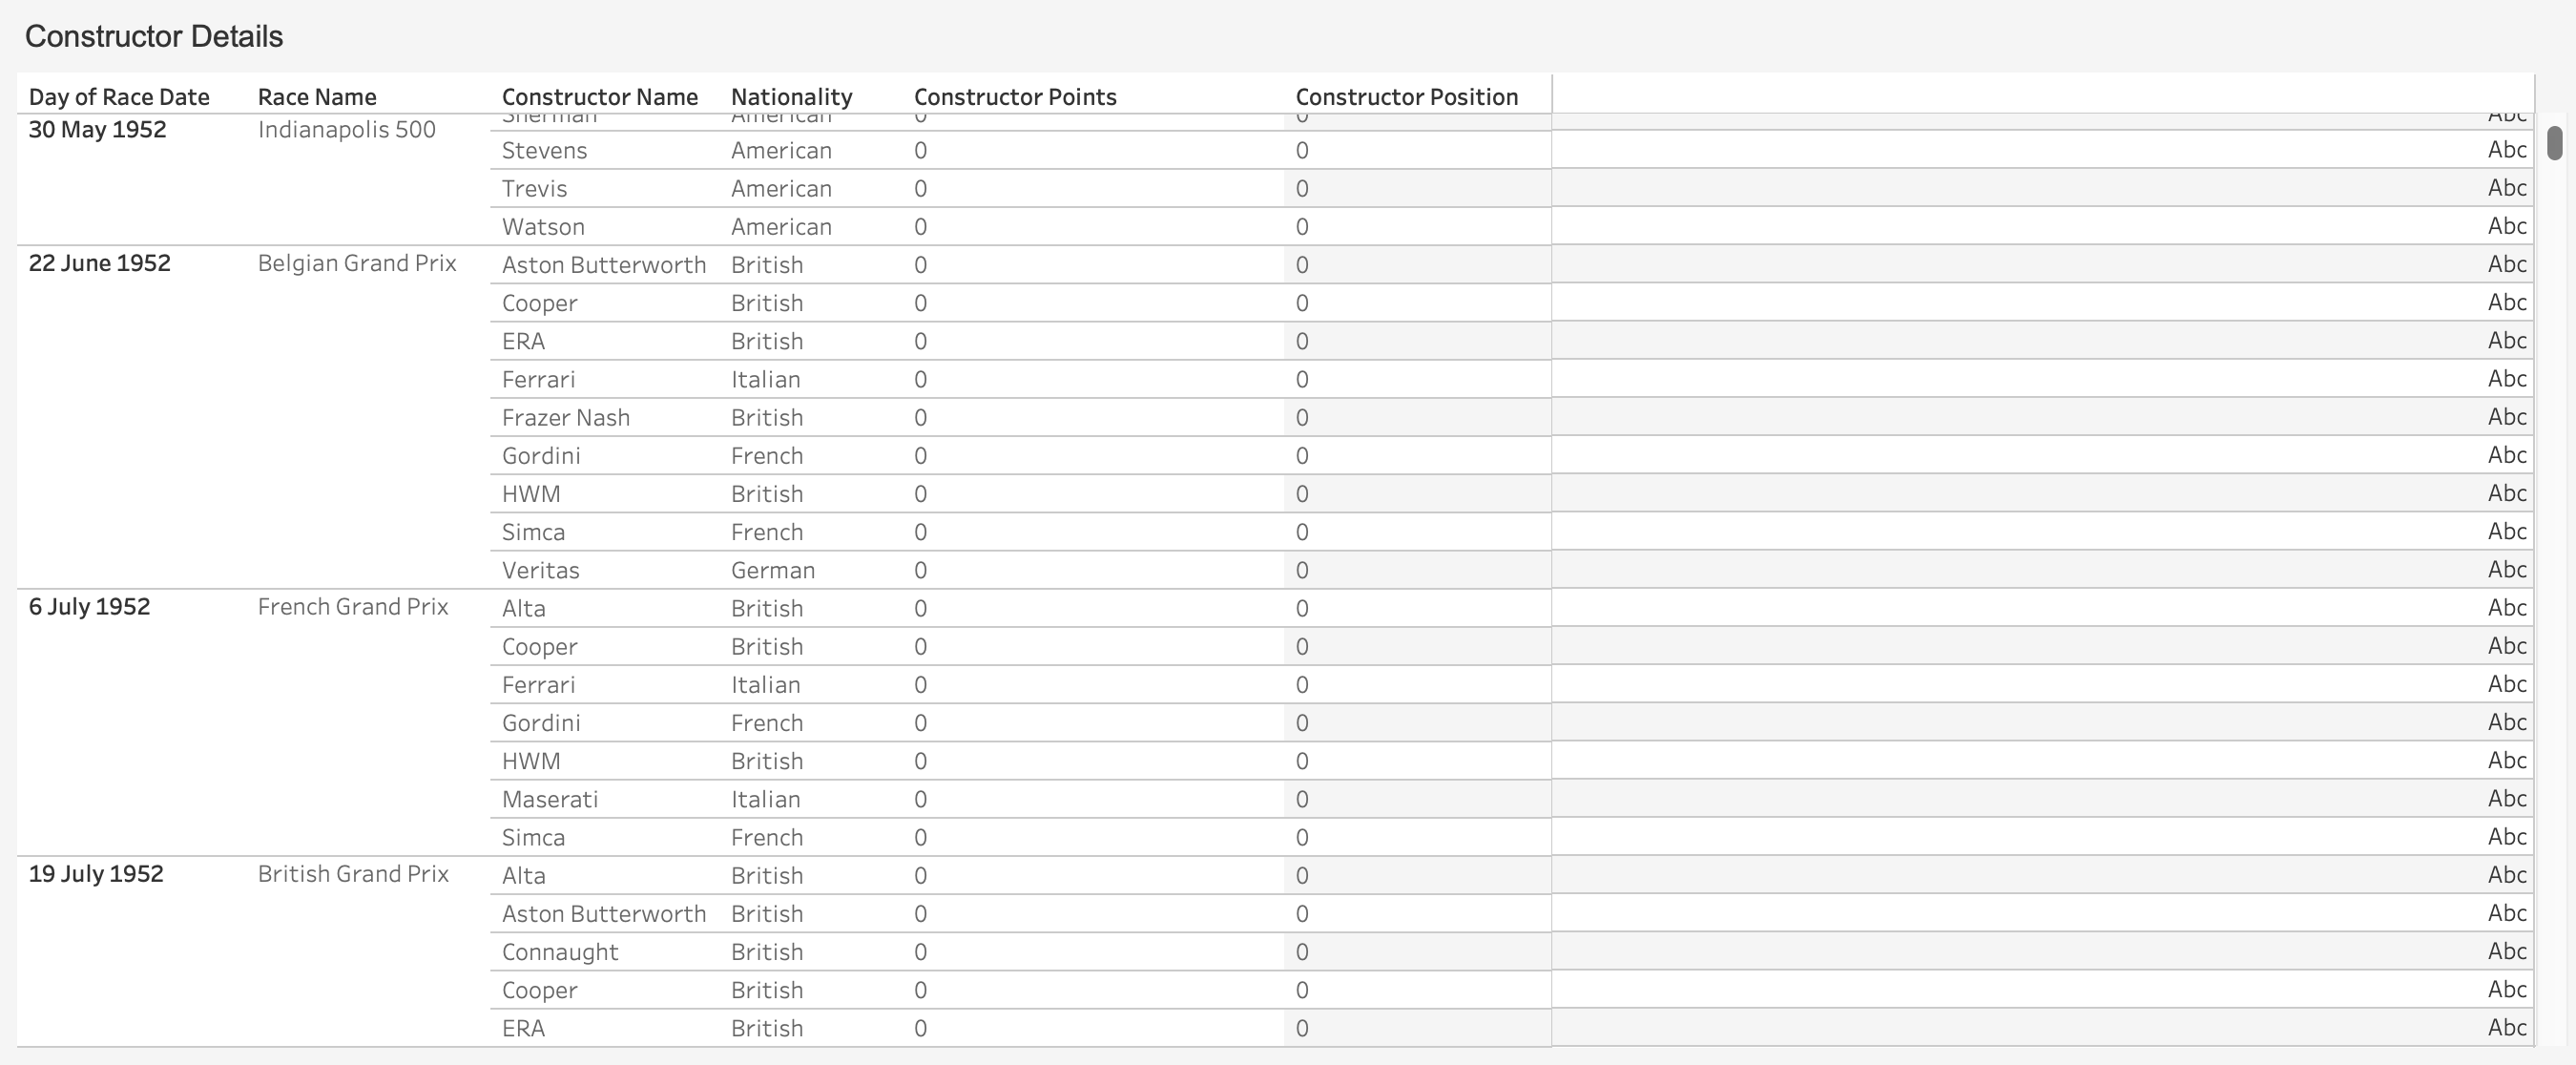 Constructor Details
Day of Race Date Race Name Constructor Name Nationality Constructor Points Constructor Position
Sherman American 0 0 Abc
30 May 1952 Indianapolis 500
Stevens American 0 0 Abc
Trevis American 0 0 Abc
Watson American 0 0 Abc
22 June 1952 Belgian Grand Prix Aston Butterworth British 0 0 Abc
Cooper British 0 0 Abc
ERA British 0 0 Abc
Ferrari Italian 0 0 Abc
Frazer Nash British 0 0 Abc
Gordini French 0 0 Abc
HWM British 0 0 Abc
Simca French 0 0 Abc
Veritas German 0 0 Abc
6 July 1952 French Grand Prix Alta British 0 0 Abc
Cooper British 0 0 Abc
Ferrari Italian 0 0 Abc
Gordini French 0 0 Abc
HWM British 0 0 Abc
Maserati Italian 0 0 Abc
Simca French 0 0 Abc
19 July 1952 British Grand Prix Alta British 0 0 Abc
Aston Butterworth British 0 0 Abc
Connaught British 0 0 Abc
Cooper British 0 0 Abc
ERA British 0 0 Abc